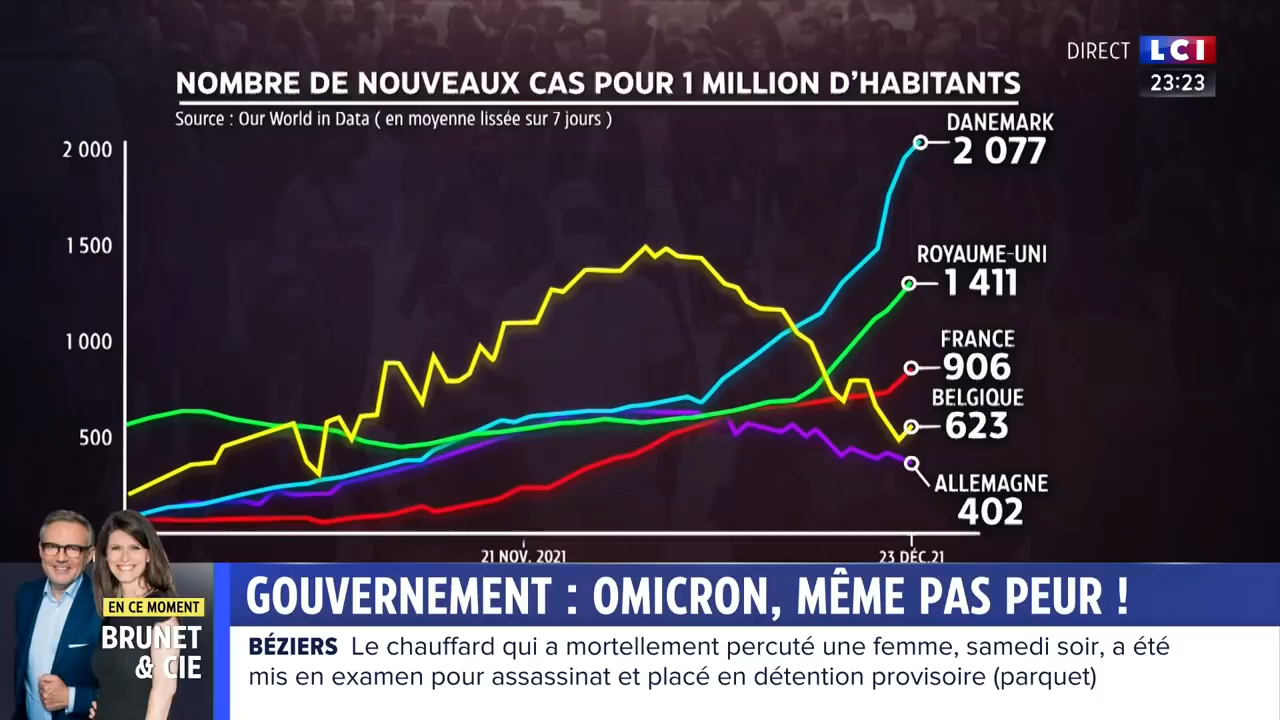 DIRECT LCI
23:23
NOMBRE DE NOUVEAUX CAS POUR 1 MILLION D'HABITANTS
Source : Our World in Data ( en moyenne lissée sur 7 jours )
2 000
1 500
1 000
500
DANEMARK
2 077
ROYAUME-UNI
1 411
FRANCE
906
BELGIQUE
623
ALLEMAGNE
402
21 NOV. 2021
23 DÉC.21
EN CE MOMENT
BRUNET
& CIE
GOUVERNEMENT : OMICRON, MÊME PAS PEUR !
BÉZIERS Le chauffard qui a mortellement percuté une femme, samedi soir, a été
mis en examen pour assassinat et placé en détention provisoire (parquet)